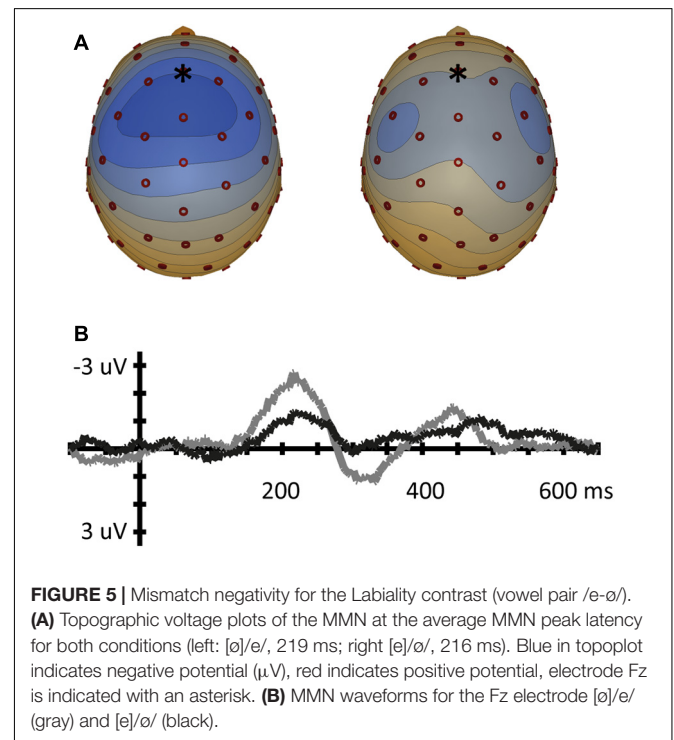 A
*
*
B
-3 uV
200
400
600 ms
3 uV
FIGURE 5 | Mismatch negativity for the Labiality contrast (vowel pair /e-ø/).
(A) Topographic voltage plots of the MMN at the average MMN peak latency
for both conditions (left: [ø]/e/, 219 ms; right [e]/ø/, 216 ms). Blue in topoplot
indicates negative potential (μV), red indicates positive potential, electrode Fz
is indicated with an asterisk. (B) MMN waveforms for the Fz electrode [ø]/e/
(gray) and [e]/ø/ (black).